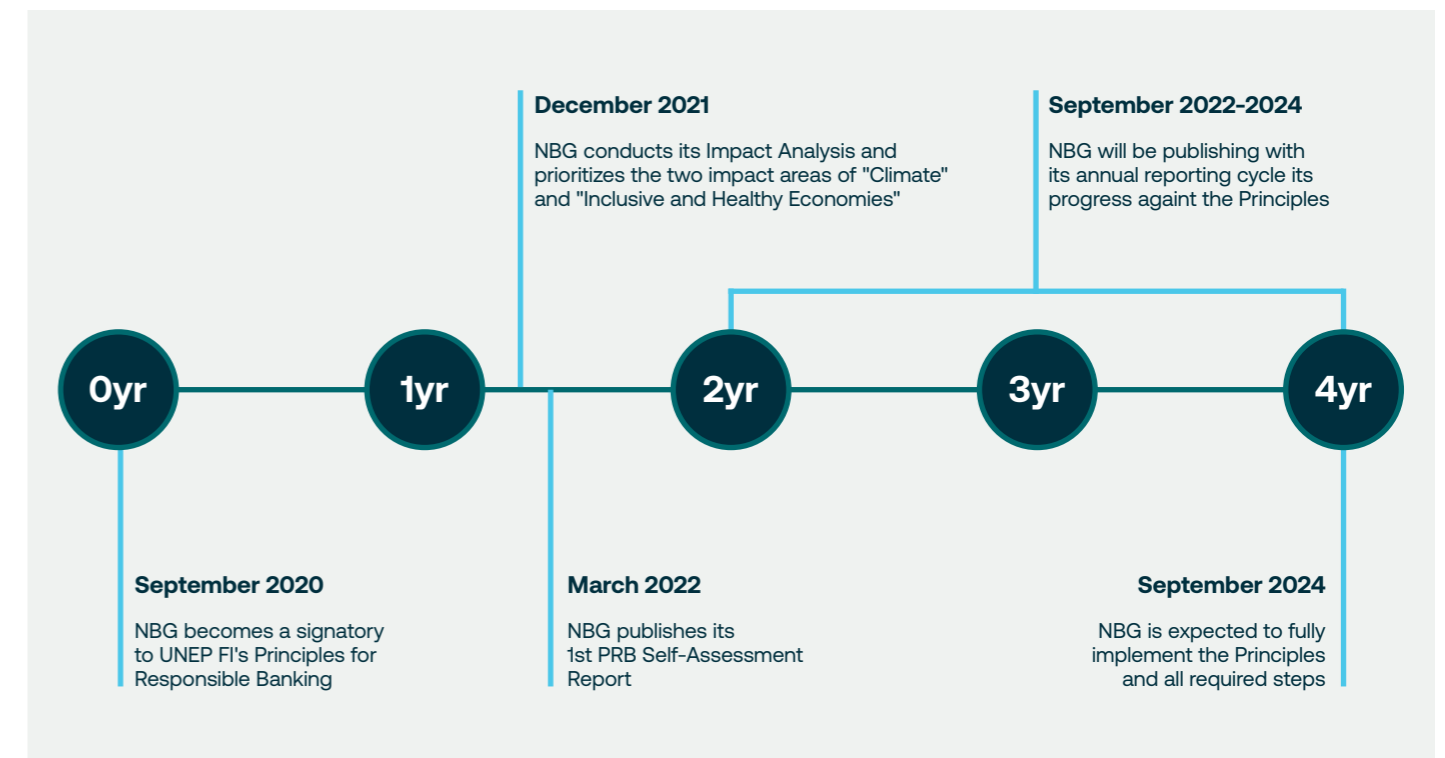 December 2021
NBG conducts its Impact Analysis and
prioritizes the two impact areas of "Climate"
and "Inclusive and Healthy Economies"
September 2022-2024
NBG will be publishing with
its annual reporting cycle its
progress againt the Principles
0yr
1yr
2yr
3yr
4yr
September 2020
NBG becomes a signatory
to UNEP FI's Principles for
Responsible Banking
March 2022
NBG publishes its
1st PRB Self-Assessment
Report
September 2024
NBG is expected to fully
implement the Principles
and all required steps